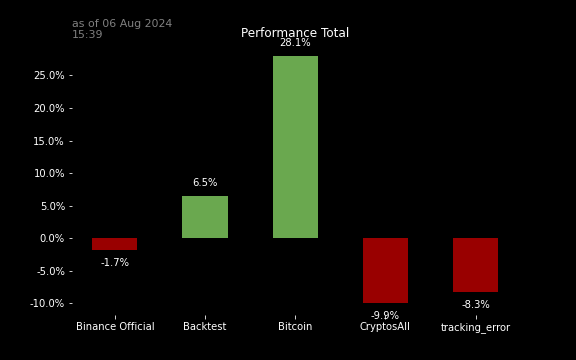 as of 06 Aug 2024
15:39
Performance Total
28.1%
25.0%
20.0%
15.0%
10.0%
6.5%
5.0%
0.0%
-1.7%
-5.0%
-8.3%
-10.0%
-9.9%
Binance Official
Backtest
Bitcoin
CryptosAll
tracking_error